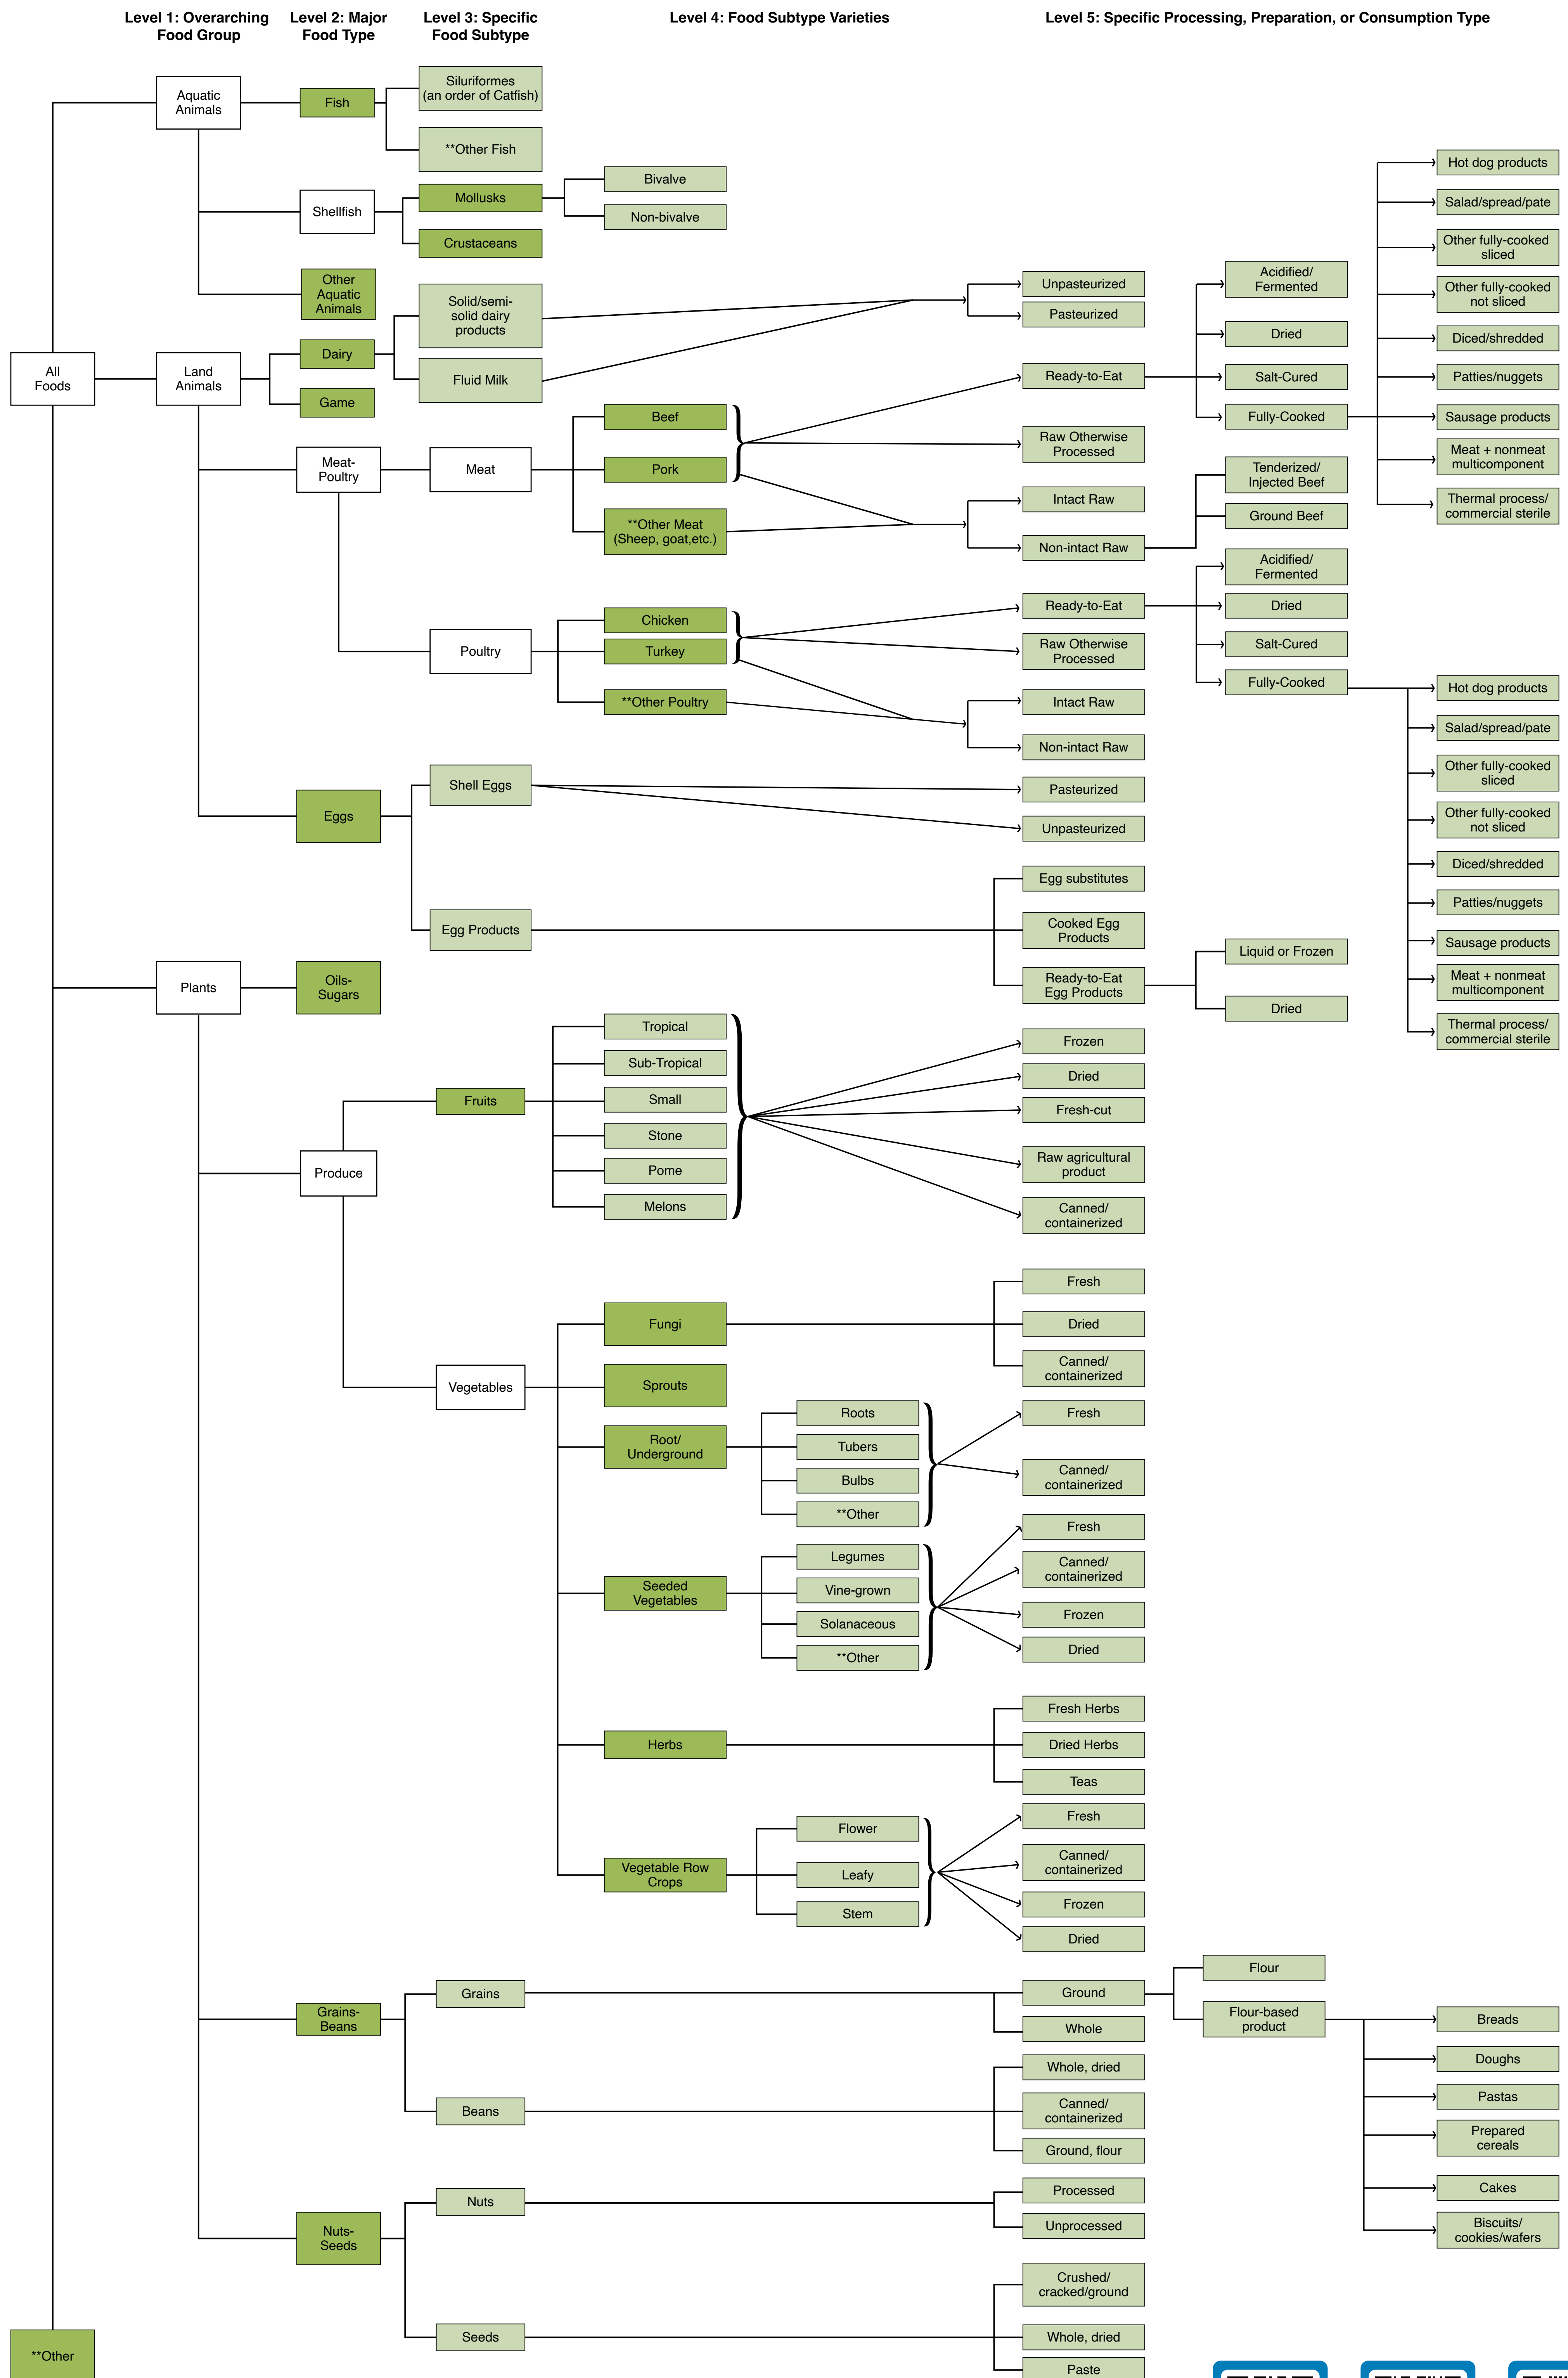 Level 1: Overarching
Food Group
Level 2: Major
Food Type
Level 3: Specific
Food Subtype
Level 4: Food Subtype Varieties
Level 5: Specific Processing, Preparation, or Consumption Type
All
Foods
Aquatic
Animals
Fish
Siluriformes
(an order of Catfish)
**Other Fish
Shellfish
Mollusks
Bivalve
Non-bivalve
Crustaceans
Other
Aquatic
Animals
Land
Animals
Dairy
Solid/semi-
solid dairy
products
Fluid Milk
Unpasteurized
Pasteurized
Game
Meat-
Poultry
Meat
Beef
Pork
**Other Meat
(Sheep, goat,etc.)
Ready-to-Eat
Raw Otherwise
Processed
Intact Raw
Non-intact Raw
Acidified/
Fermented
Dried
Salt-Cured
Fully-Cooked
Tenderized/
Injected Beef
Ground Beef
Hot dog products
Salad/spread/pate
Other fully-cooked
sliced
Other fully-cooked
not sliced
Diced/shredded
Patties/nuggets
Sausage products
Meat + nonmeat
multicomponent
Thermal process/
commercial sterile
Poultry
Chicken
Turkey
**Other Poultry
Ready-to-Eat
Raw Otherwise
Processed
Intact Raw
Non-intact Raw
Acidified/
Fermented
Dried
Salt-Cured
Fully-Cooked
Hot dog products
Salad/spread/pate
Other fully-cooked
sliced
Other fully-cooked
not sliced
Diced/shredded
Patties/nuggets
Sausage products
Meat + nonmeat
multicomponent
Thermal process/
commercial sterile
Eggs
Shell Eggs
Pasteurized
Unpasteurized
Egg Products
Egg substitutes
Cooked Egg
Products
Ready-to-Eat
Egg Products
Liquid or Frozen
Dried
Plants
Oils-
Sugars
Produce
Fruits
Tropical
Sub-Tropical
Small
Stone
Pome
Melons
Frozen
Dried
Fresh-cut
Raw agricultural
product
Canned/
containerized
Vegetables
Fungi
Fresh
Dried
Canned/
containerized
Sprouts
Root/
Underground
Roots
Tubers
Bulbs
**Other
Fresh
Canned/
containerized
Seeded
Vegetables
Legumes
Vine-grown
Solanaceous
**Other
Fresh
Canned/
containerized
Frozen
Dried
Herbs
Fresh Herbs
Dried Herbs
Teas
Vegetable Row
Crops
Flower
Leafy
Stem
Fresh
Canned/
containerized
Frozen
Dried
Grains-
Beans
Grains
Ground
Whole
Flour
Flour-based
product
Breads
Doughs
Pastas
Prepared
cereals
Cakes
Biscuits/
cookies/wafers
Beans
Whole, dried
Canned/
containerized
Ground, flour
Nuts-
Seeds
Nuts
Processed
Unprocessed
Seeds
Crushed/
cracked/ground
Whole, dried
Paste
**Other